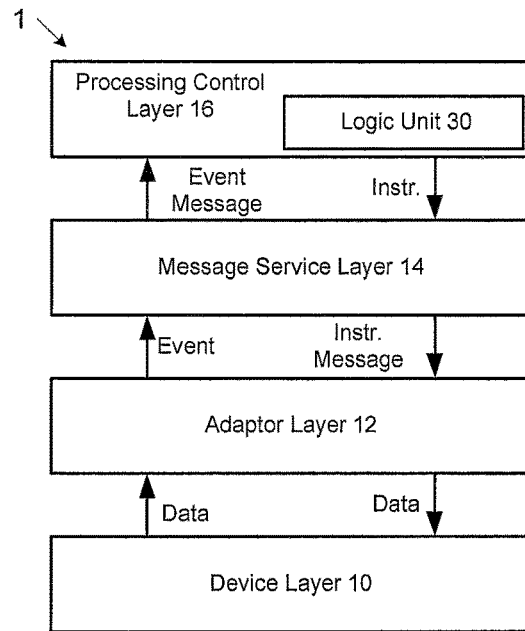 1
Processing Control
Layer 16
Logic Unit 30
Event
Message
Instr.
Message Service Layer 14
Event
Instr.
Message
Adaptor Layer 12
Data
Data
Device Layer 10